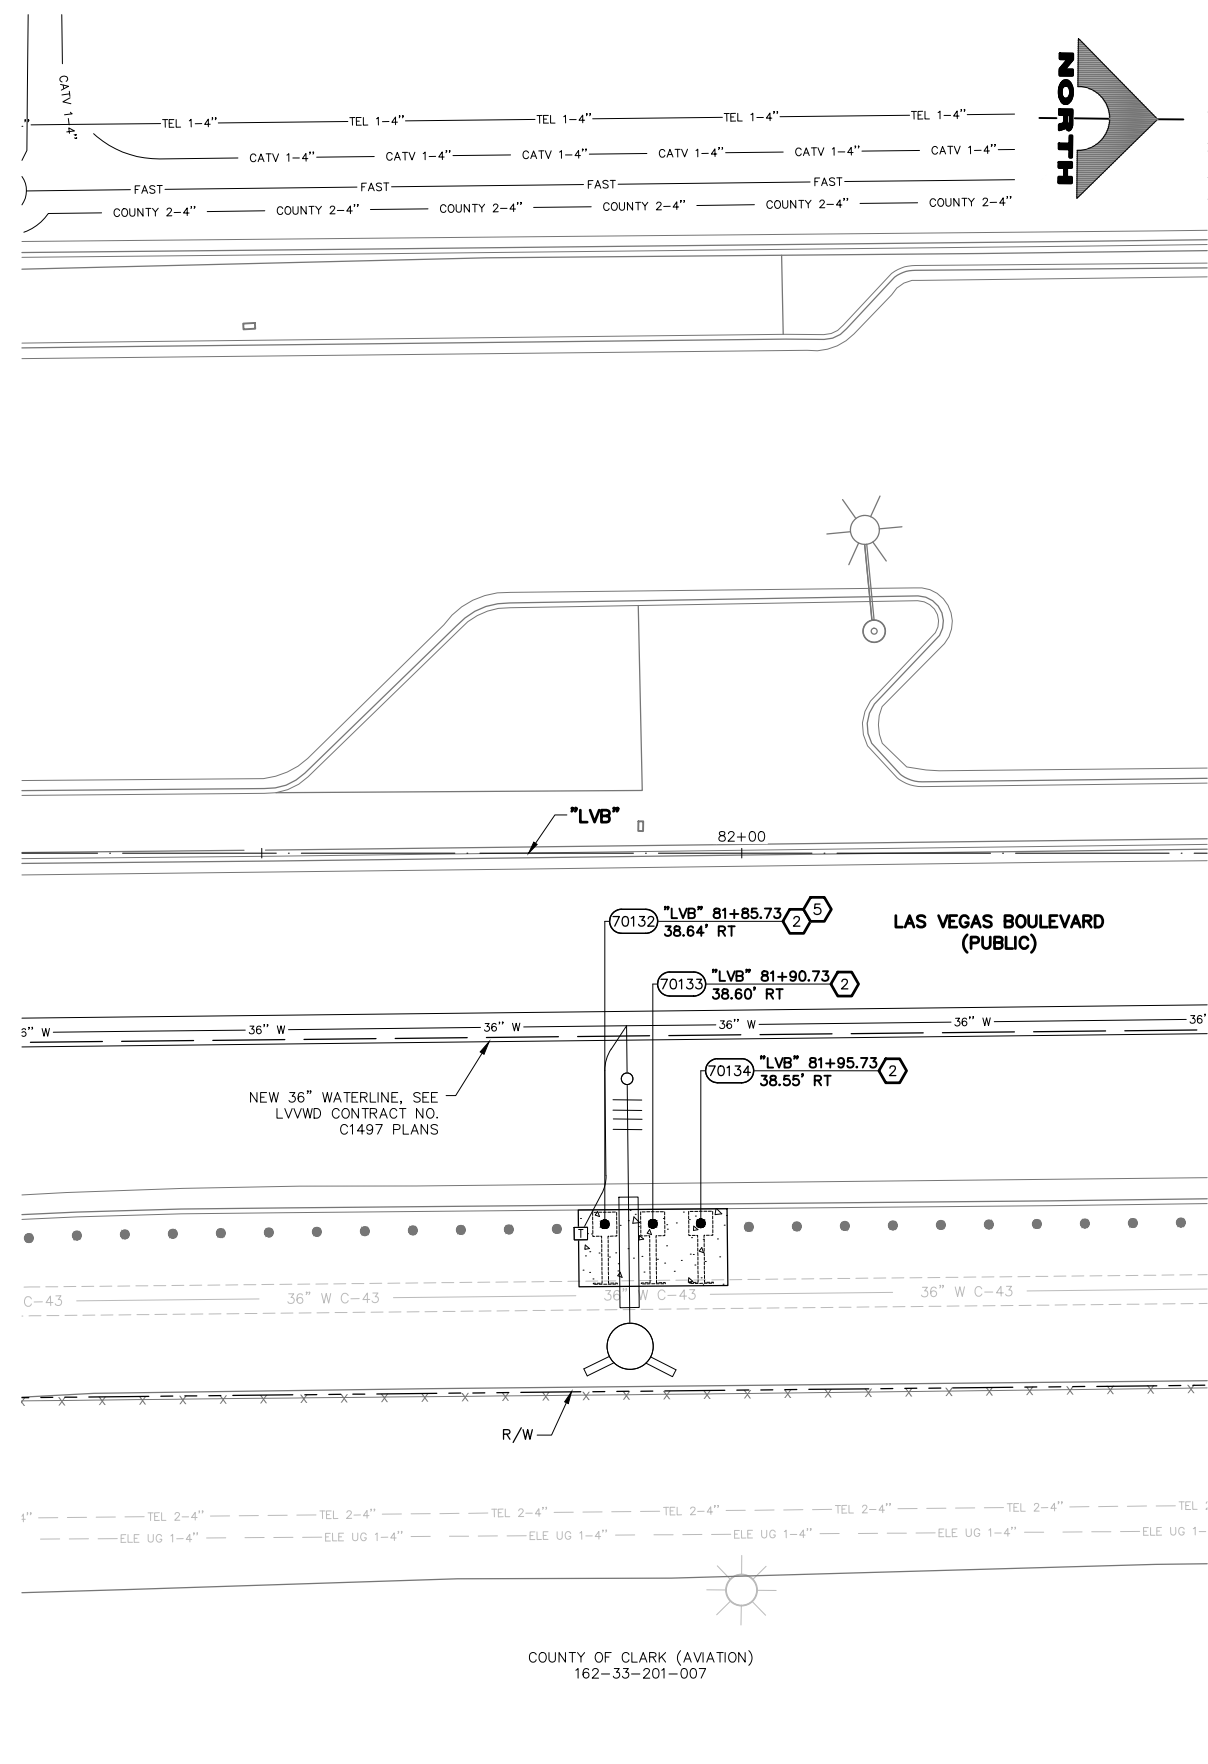 NORTH
CATV 1-4"
TEL 1-4" TEL 1-4" TEL 1-4" TEL 1-4" TEL 1-4"
CATV 1-4" CATV 1-4" CATV 1-4" CATV 1-4" CATV 1-4" CATV 1-4"
FAST FAST FAST FAST
COUNTY 2-4" COUNTY 2-4" COUNTY 2-4" COUNTY 2-4" COUNTY 2-4" COUNTY 2-4"
"LVB"
82+00
70132 "LVB" 81+85.73 2 5
38.64' RT
LAS VEGAS BOULEVARD
(PUBLIC)
70133 "LVB" 81+90.73 2
38.60' RT
6" W 36" W 36" W 36" W 36" W 36"
70134 "LVB" 81+95.73 2
38.55' RT
NEW 36" WATERLINE, SEE
LVVWD CONTRACT NO.
C1497 PLANS
T
C-43 36" W C-43 36" W C-43 36" W C-43
X X X X X X X X X X X X X X X X X X X X X X X X X X X X X X
R/W
4" TEL 2-4" TEL 2-4" TEL 2-4" TEL 2-4" TEL 2-4" TEL 2-4" TEL 2
ELE UG 1-4" ELE UG 1-4" ELE UG 1-4" ELE UG 1-4" ELE UG 1-4" ELE UG 1-
COUNTY OF CLARK (AVIATION)
162-33-201-007